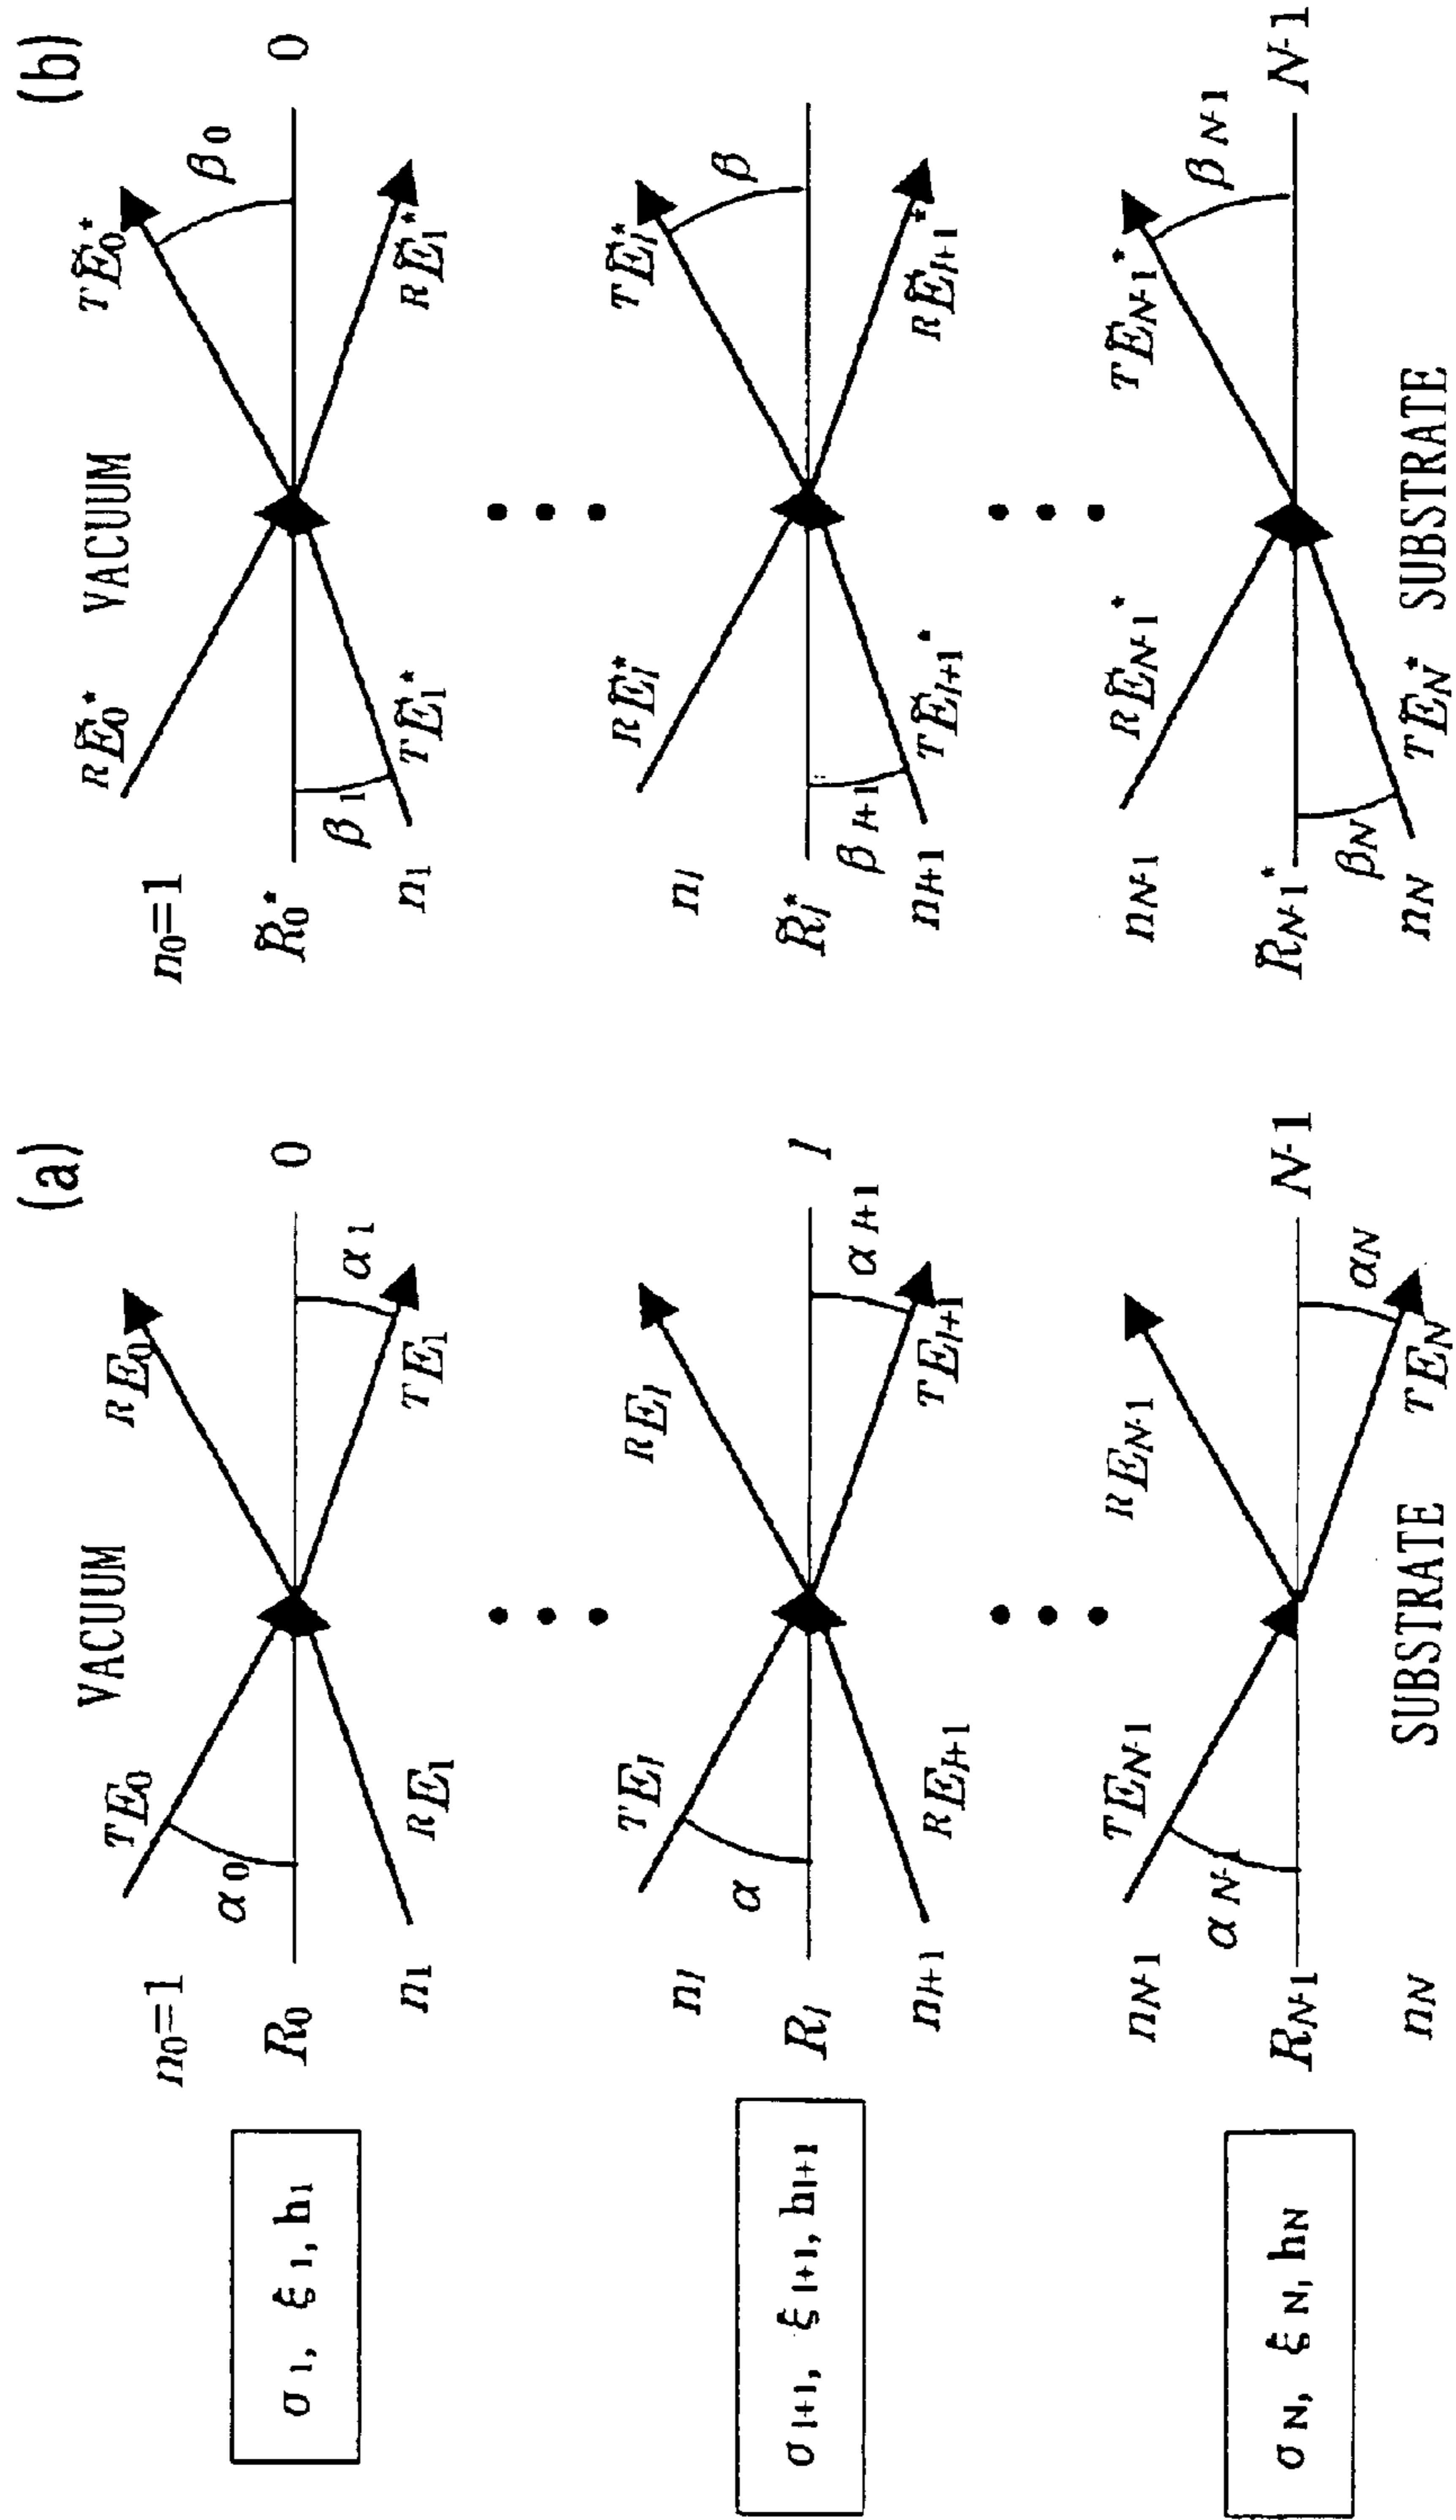 (a)
VACUUM
n0=1
TE0
RE0
α0
R0
0
σ1, ξ1, h1
α1
n1
RE1
TE1
nl
TEl
REl
α
Rl
l
σl+1, ξl+1, hl+1
αl+1
nl+1
REl+1
TEl+1
nN-1
TEN-1
REN-1
αN-1
RN-1
N-1
σN, ξN, hN
αN
nN
TEN
SUBSTRATE
(b)
VACUUM
n0=1
RE0*
TE0*
β0
R0*
0
β1
n1
TE1*
RE1*
nl
REl*
TEl*
β
Rl*
βl+1
nl+1
TEl+1*
REl+1*
nN-1
REN-1*
TEN-1*
βN-1
RN-1*
N-1
βN
nN
TEN*
SUBSTRATE